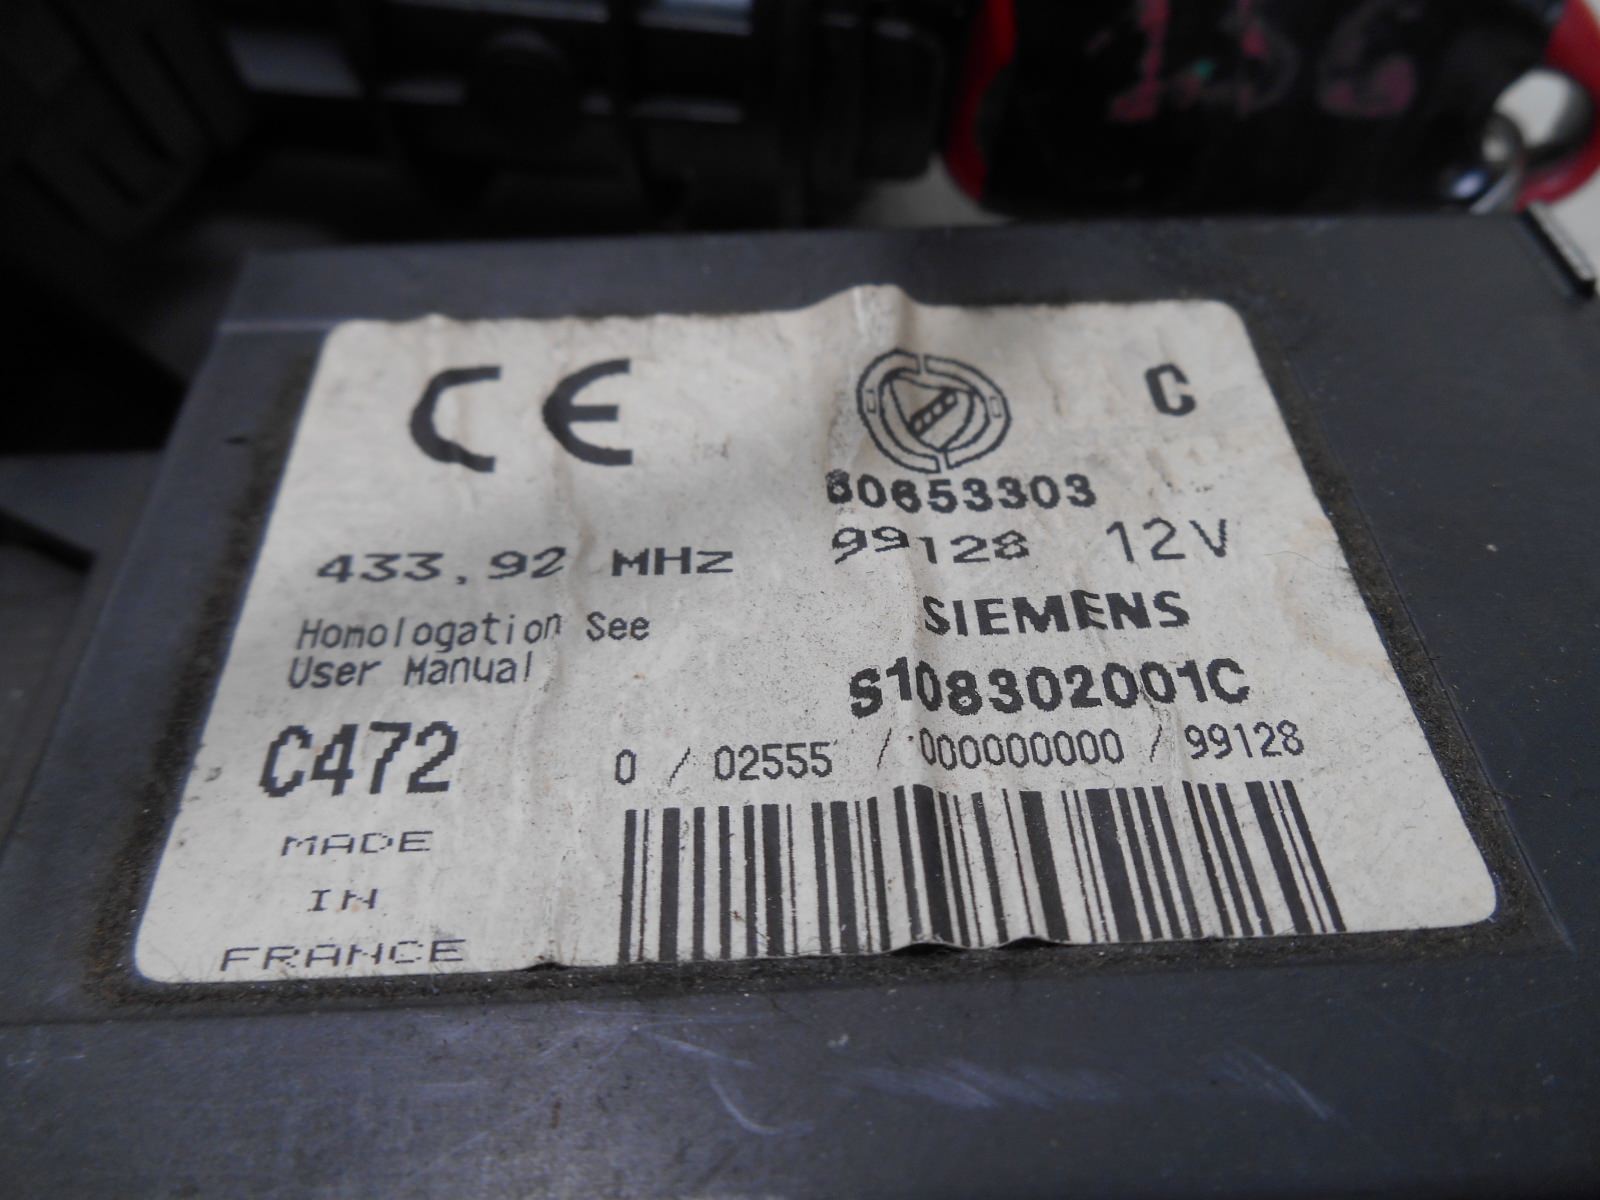 CE
C
60653303
433.92 MHz
99128 12V
Homologation See
User Manual
SIEMENS
S108302001C
C472
0 / 02555 / 000000000 / 99128
MADE
IN
FRANCE